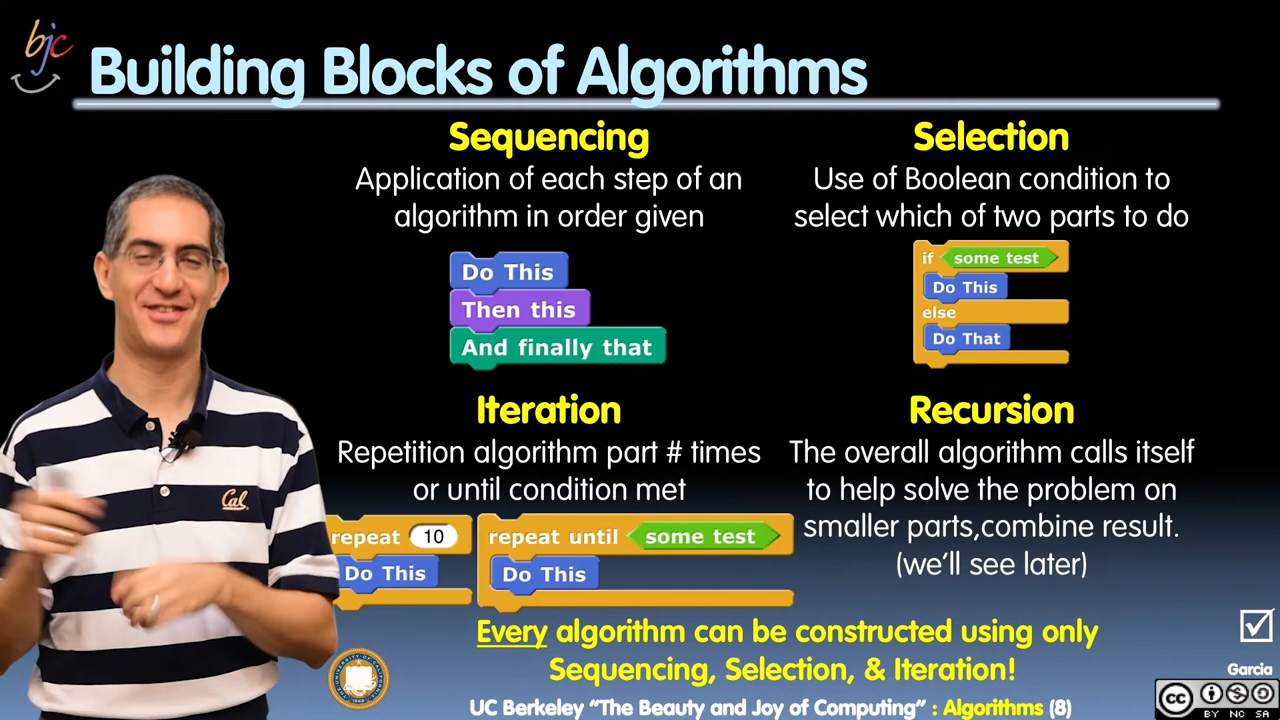 bjc
Building Blocks of Algorithms
Sequencing
Application of each step of an
algorithm in order given
Do This
Then this
And finally that
Selection
Use of Boolean condition to
select which of two parts to do
if some test
Do This
else
Do That
Iteration
Repetition algorithm part # times
or until condition met
repeat 10
Do This
repeat until some test
Do This
Recursion
The overall algorithm calls itself
to help solve the problem on
smaller parts,combine result.
(we'll see later)
Every algorithm can be constructed using only
Sequencing, Selection, & Iteration!
UC Berkeley “The Beauty and Joy of Computing” : Algorithms (8)
Cal
Garcia
cc
BY NC SA